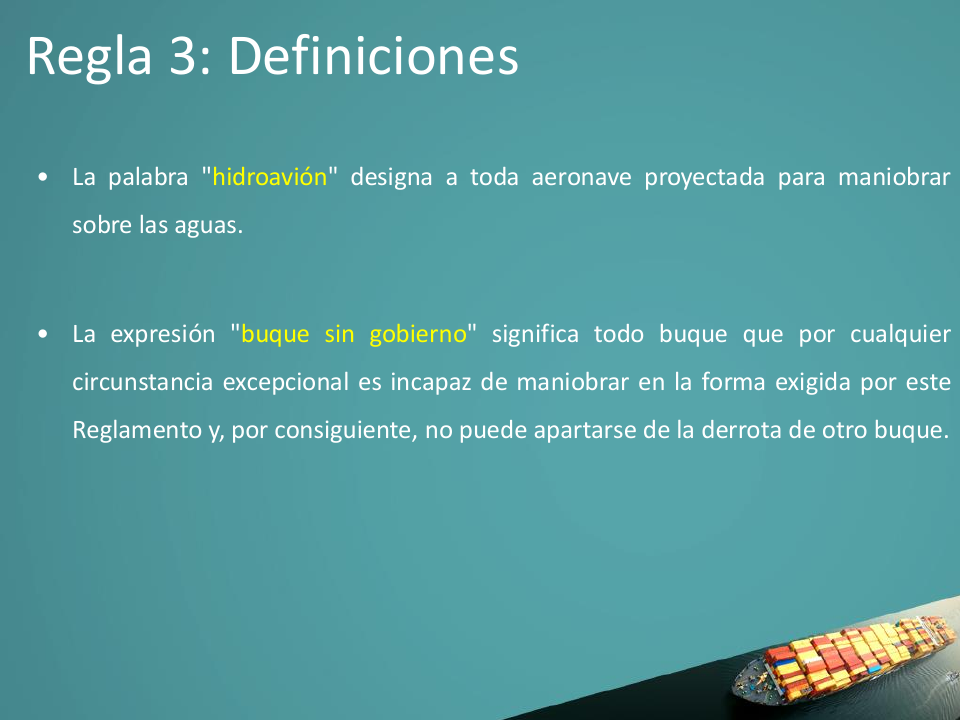 Regla 3: Definiciones
• La palabra "hidroavión" designa a toda aeronave proyectada para maniobrar
sobre las aguas.
• La expresión "buque sin gobierno" significa todo buque que por cualquier
circunstancia excepcional es incapaz de maniobrar en la forma exigida por este
Reglamento y, por consiguiente, no puede apartarse de la derrota de otro buque.